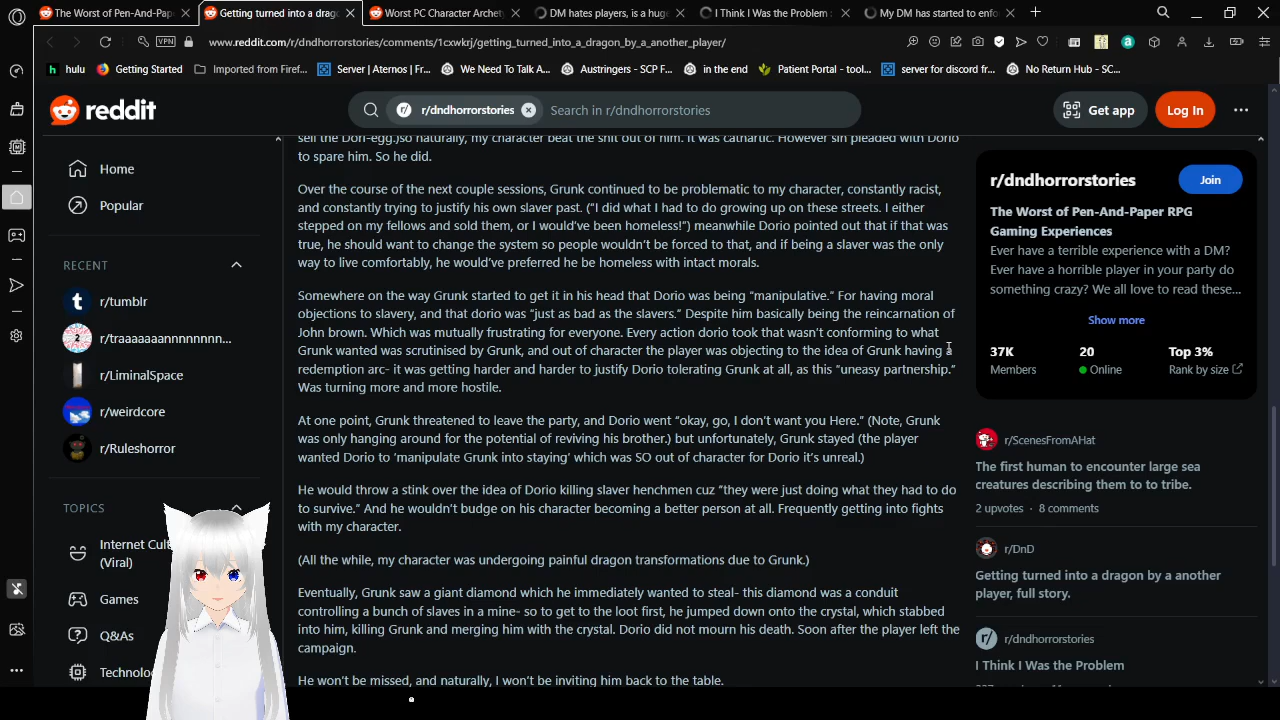 The Worst of Pen-And-Paper
Getting turned into a drago
Worst PC Character Archety
DM hates players, is a huge
I Think I Was the Problem
My DM has started to enfo
VPN
www.reddit.com/r/dndhorrorstories/comments/1cxwkrj/getting_turned_into_a_dragon_by_a_another_player/
hulu
Getting Started
Imported from Firef...
Server | Aternos | Fr...
We Need To Talk A...
Austringers - SCP F...
in the end
Patient Portal - tool...
server for discord fr...
No Return Hub - SC...
reddit
r/dndhorrorstories
Search in r/dndhorrorstories
Get app
Log In
Home
Popular
RECENT
r/tumblr
r/traaaaaaannnnnnnn...
r/LiminalSpace
r/weirdcore
r/Ruleshorror
TOPICS
Internet Cult
(Viral)
Games
Q&As
Technolo
sell the Dori-egg.)so naturally, my character beat the shit out of him. It was cathartic. However sin pleaded with Dorio
to spare him. So he did.
Over the course of the next couple sessions, Grunk continued to be problematic to my character, constantly racist,
and constantly trying to justify his own slaver past. (“I did what I had to do growing up on these streets. I either
stepped on my fellows and sold them, or I would’ve been homeless!”) meanwhile Dorio pointed out that if that was
true, he should want to change the system so people wouldn’t be forced to that, and if being a slaver was the only
way to live comfortably, he would’ve preferred he be homeless with intact morals.
Somewhere on the way Grunk started to get it in his head that Dorio was being “manipulative.” For having moral
objections to slavery, and that dorio was “just as bad as the slavers.” Despite him basically being the reincarnation of
John brown. Which was mutually frustrating for everyone. Every action dorio took that wasn’t conforming to what
Grunk wanted was scrutinised by Grunk, and out of character the player was objecting to the idea of Grunk having a
redemption arc- it was getting harder and harder to justify Dorio tolerating Grunk at all, as this “uneasy partnership.”
Was turning more and more hostile.
At one point, Grunk threatened to leave the party, and Dorio went “okay, go, I don’t want you Here.” (Note, Grunk
was only hanging around for the potential of reviving his brother.) but unfortunately, Grunk stayed (the player
wanted Dorio to ‘manipulate Grunk into staying’ which was SO out of character for Dorio it’s unreal.)
He would throw a stink over the idea of Dorio killing slaver henchmen cuz “they were just doing what they had to do
to survive.” And he wouldn’t budge on his character becoming a better person at all. Frequently getting into fights
with my character.
(All the while, my character was undergoing painful dragon transformations due to Grunk.)
Eventually, Grunk saw a giant diamond which he immediately wanted to steal- this diamond was a conduit
controlling a bunch of slaves in a mine- so to get to the loot first, he jumped down onto the crystal, which stabbed
into him, killing Grunk and merging him with the crystal. Dorio did not mourn his death. Soon after the player left the
campaign.
He won’t be missed, and naturally, I won’t be inviting him back to the table.
r/dndhorrorstories
Join
The Worst of Pen-And-Paper RPG
Gaming Experiences
Ever have a terrible experience with a DM?
Ever have a horrible player in your party do
something crazy? We all love to read these...
Show more
37K
Members
20
Online
Top 3%
Rank by size
r/ScenesFromAHat
The first human to encounter large sea
creatures describing them to to tribe.
2 upvotes · 8 comments
r/DnD
Getting turned into a dragon by a another
player, full story.
r/dndhorrorstories
I Think I Was the Problem